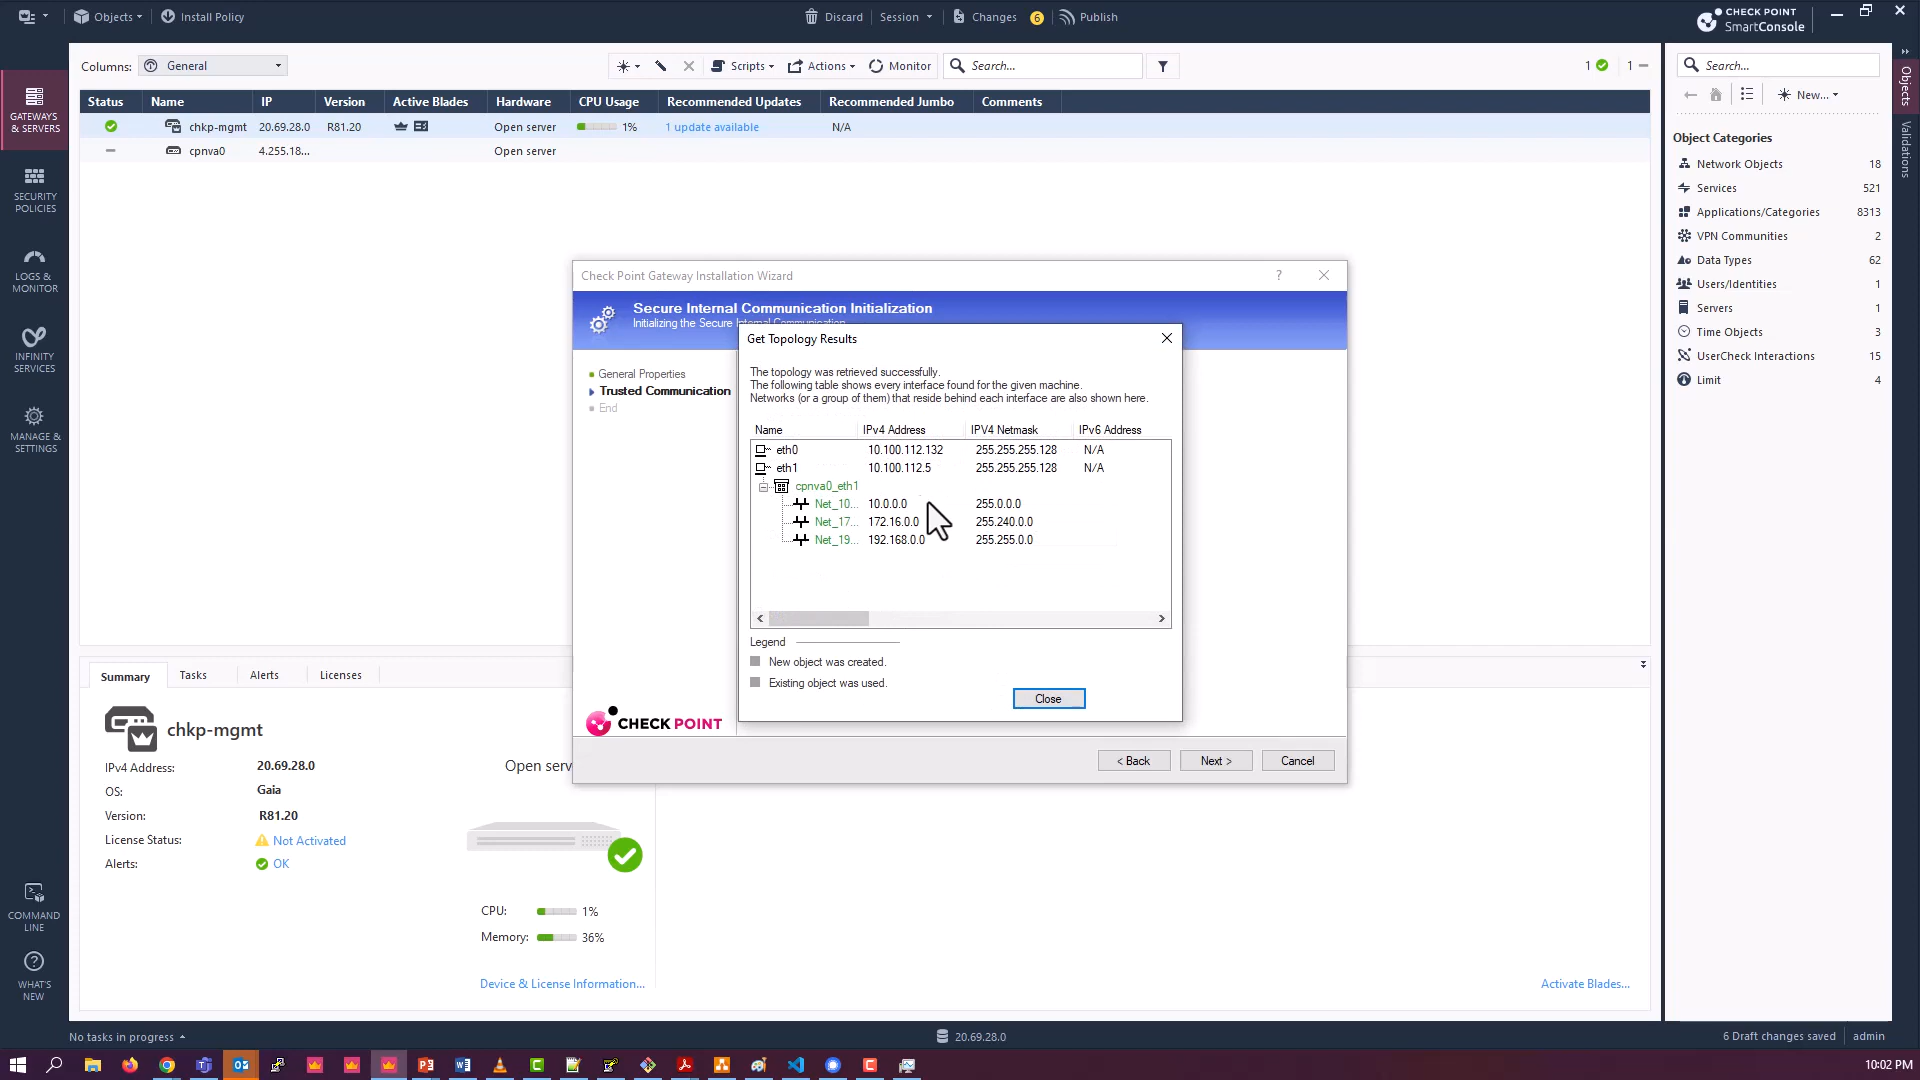 Objects
Install Policy
Discard
Session
Changes
6
Publish
CHECK POINT
SmartConsole
GATEWAYS
& SERVERS
SECURITY
POLICIES
LOGS &
MONITOR
INFINITY
SERVICES
MANAGE &
SETTINGS
COMMAND
LINE
WHAT'S
NEW
Columns:
General
Scripts
Actions
Monitor
Search...
1
1
Status Name IP Version Active Blades Hardware CPU Usage Recommended Updates Recommended Jumbo Comments
chkp-mgmt 20.69.28.0 R81.20 Open server 1% 1 update available N/A
cpnva0 4.255.18... Open server
Check Point Gateway Installation Wizard
?
Secure Internal Communication Initialization
Initializing the Secure Internal Communication
General Properties
Trusted Communication
End
CHECK POINT
Get Topology Results
The topology was retrieved successfully.
The following table shows every interface found for the given machine.
Networks (or a group of them) that reside behind each interface are also shown here.
Name IPv4 Address IPV4 Netmask IPv6 Address
eth0 10.100.112.132 255.255.255.128 N/A
eth1 10.100.112.5 255.255.255.128 N/A
cpnva0_eth1
Net_10... 10.0.0.0 255.0.0.0
Net_17... 172.16.0.0 255.240.0.0
Net_19... 192.168.0.0 255.255.0.0
Legend
New object was created.
Existing object was used.
Close
< Back
Next >
Cancel
Summary
Tasks
Alerts
Licenses
chkp-mgmt
IPv4 Address: 20.69.28.0
OS: Gaia
Version: R81.20
License Status: Not Activated
Alerts: OK
Open serv
CPU: 1%
Memory: 36%
Device & License Information...
Activate Blades...
Search...
New...
Object Categories
Network Objects 18
Services 521
Applications/Categories 8313
VPN Communities 2
Data Types 62
Users/Identities 1
Servers 1
Time Objects 3
UserCheck Interactions 15
Limit 4
Objects
Validations
No tasks in progress
20.69.28.0
6 Draft changes saved
admin
10:02 PM